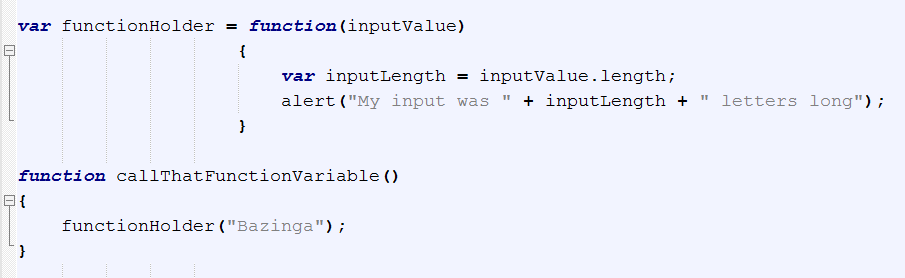 var functionHolder = function(inputValue)
{
var inputLength = inputValue.length;
alert("My input was " + inputLength + " letters long");
}
function callThatFunctionVariable()
{
functionHolder("Bazinga");
}